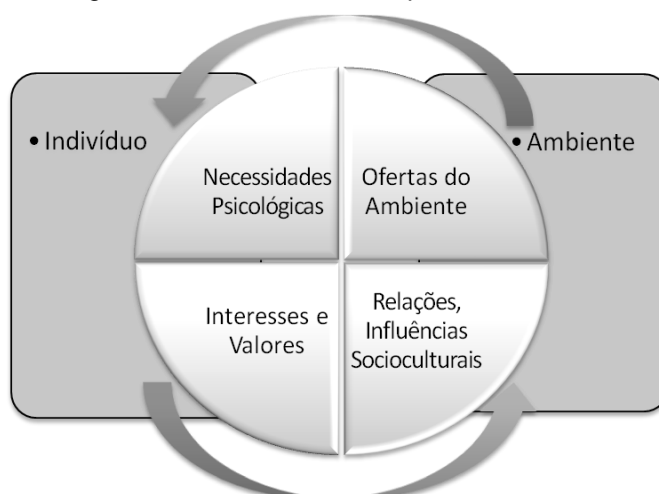 • Indivíduo
• Ambiente
Necessidades
Psicológicas
Ofertas do
Ambiente
Interesses e
Valores
Relações,
Influências
Socioculturais